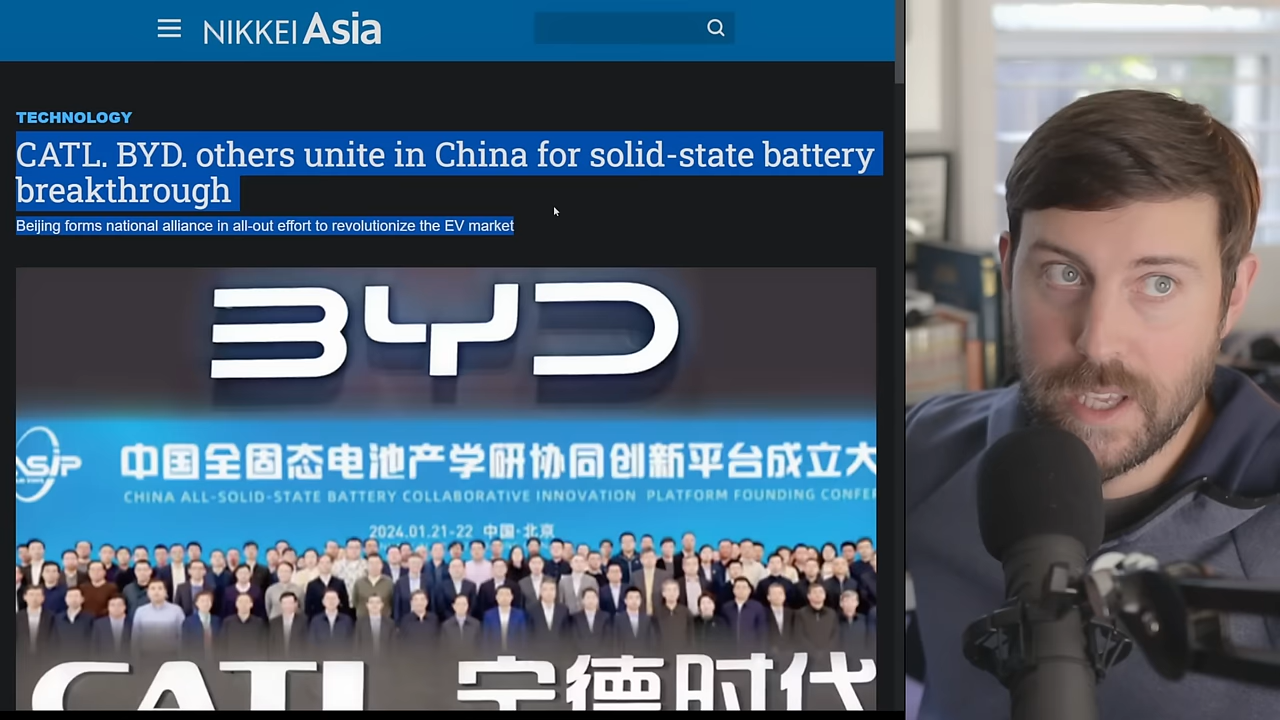 NIKKEI Asia
TECHNOLOGY
CATL, BYD, others unite in China for solid-state battery
breakthrough
Beijing forms national alliance in all-out effort to revolutionize the EV market
BYD
中国全固态电池产学研协同创新平台成立大
CHINA ALL-SOLID-STATE BATTERY COLLABORATIVE INNOVATION PLATFORM FOUNDING CONFE
2024.01.21-22 中国·北京
CATL 宁德时代